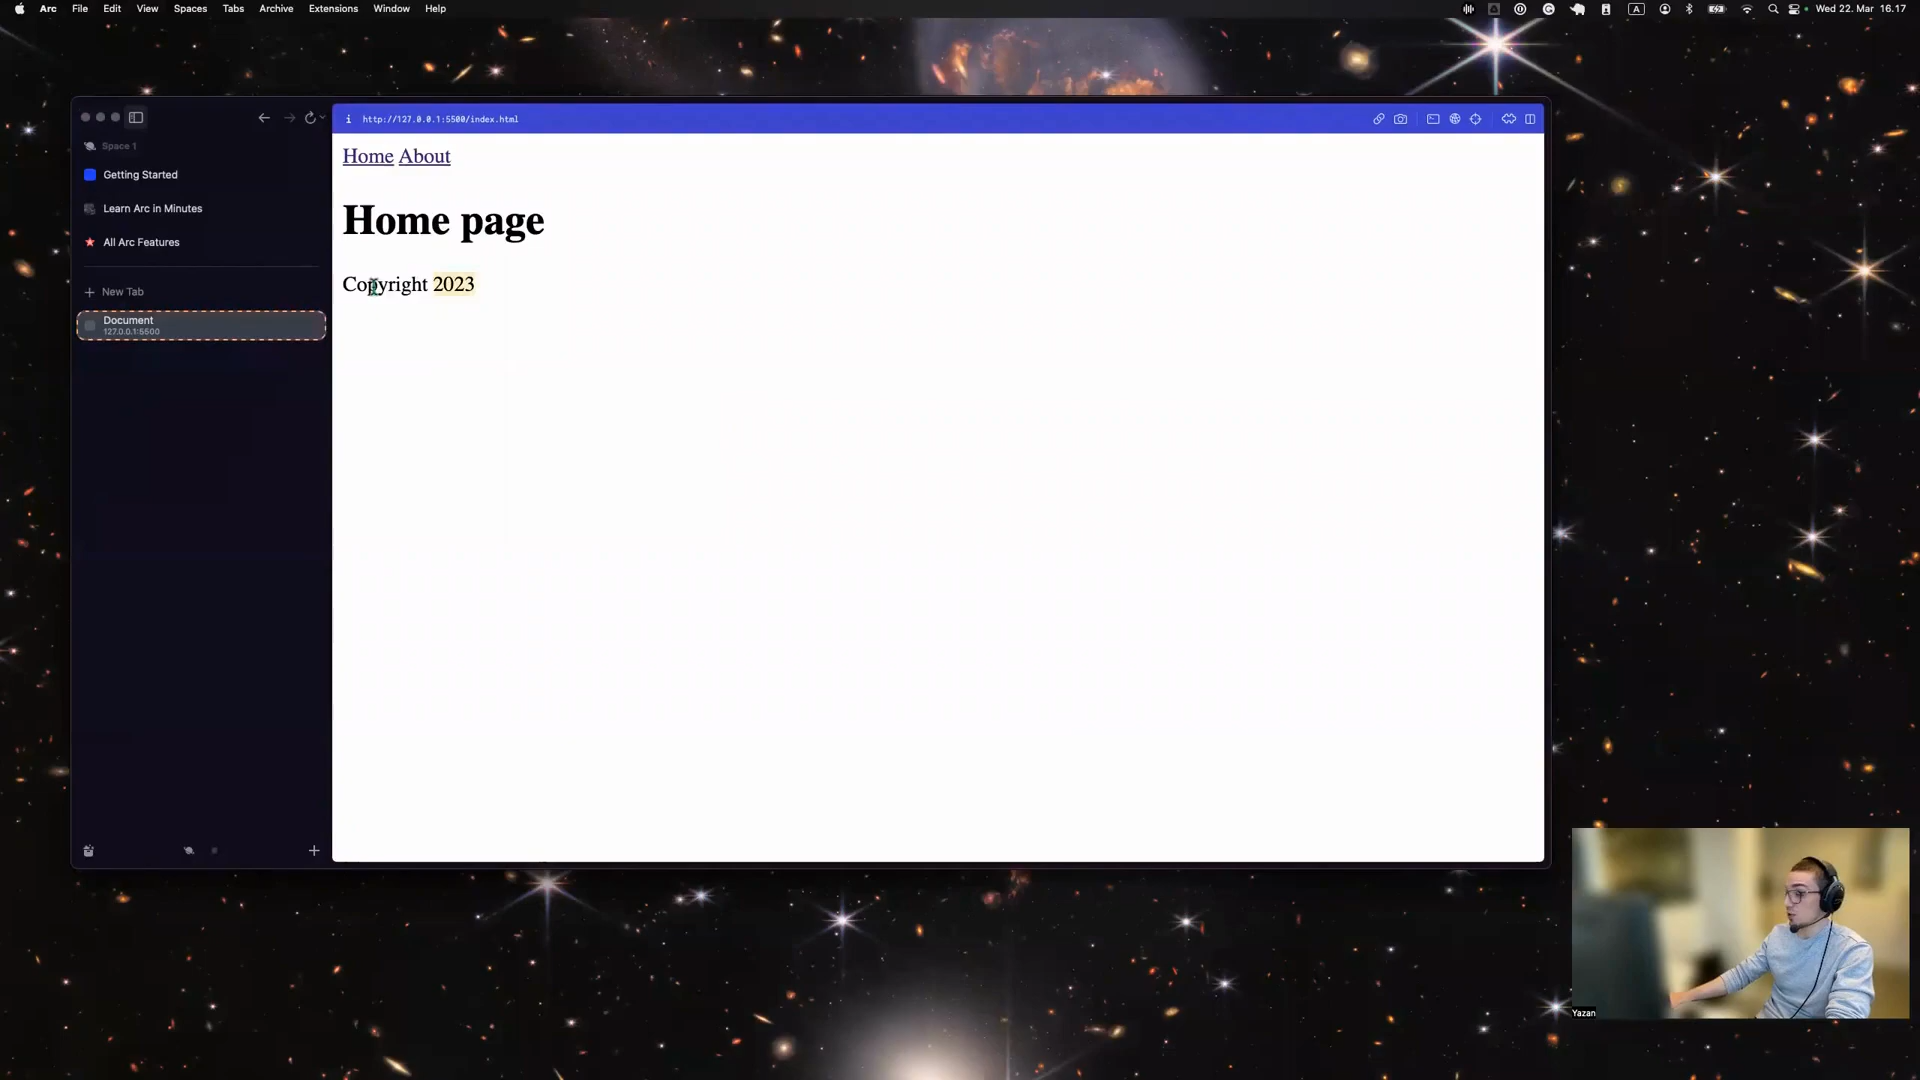 Arc File Edit View Spaces Tabs Archive Extensions Window Help
A
Wed 22. Mar 16.17
http://127.0.0.1:5500/index.html
Space 1
Getting Started
Learn Arc in Minutes
All Arc Features
New Tab
Document
127.0.0.1:5500
Home About
Home page
Copyright 2023
Yazan